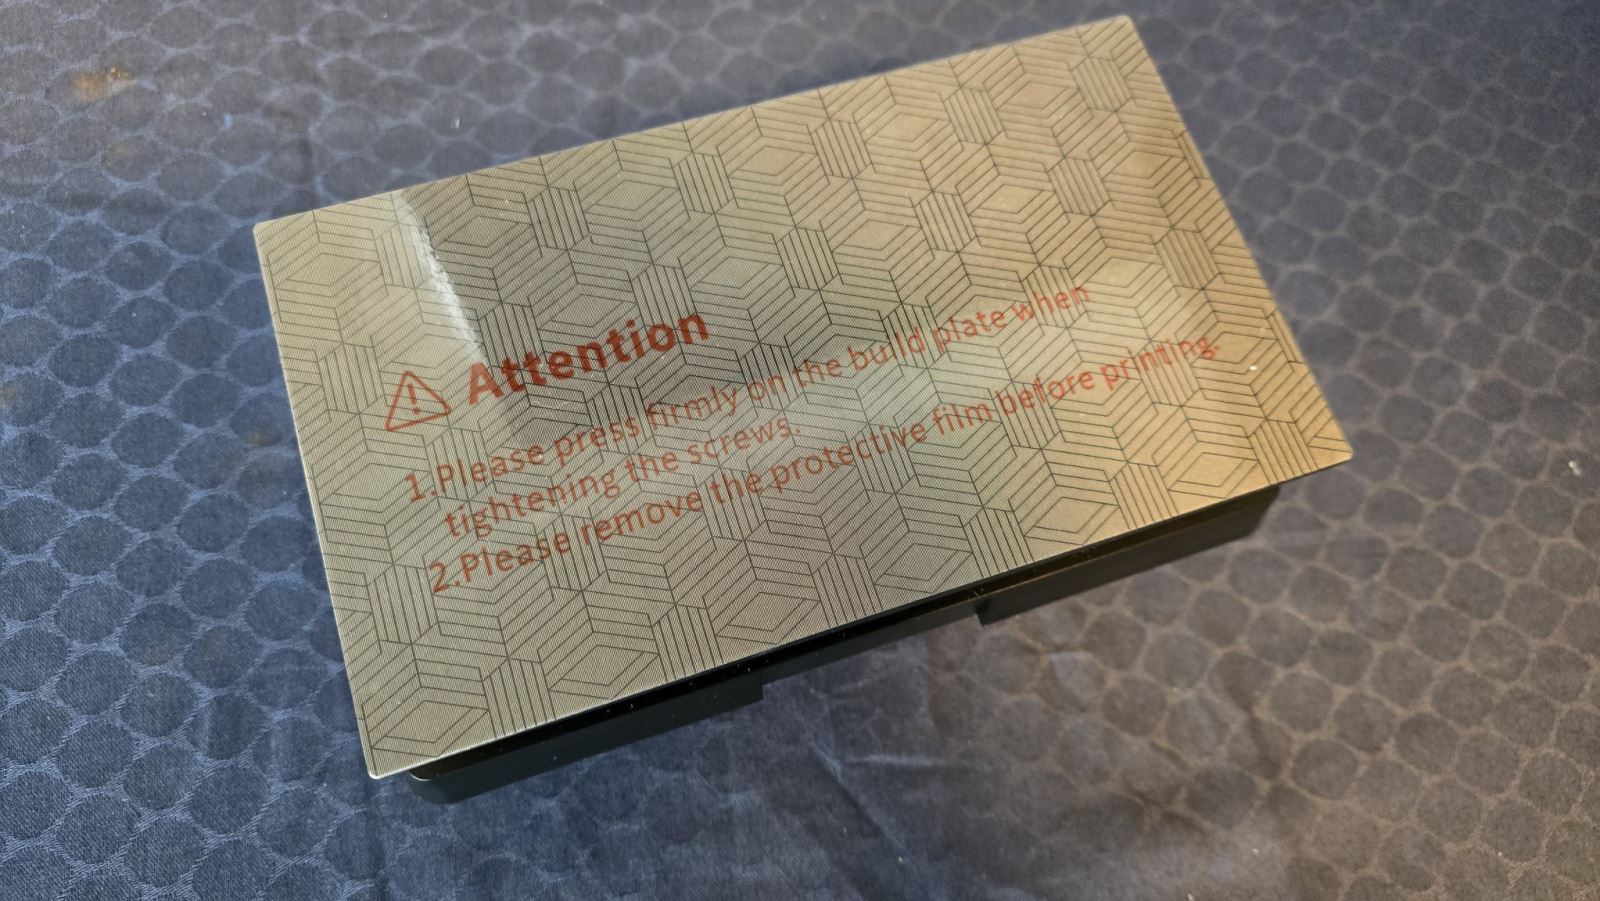 Attention
1.Please press firmly on the build plate when
tightening the screws.
2.Please remove the protective film before printing.